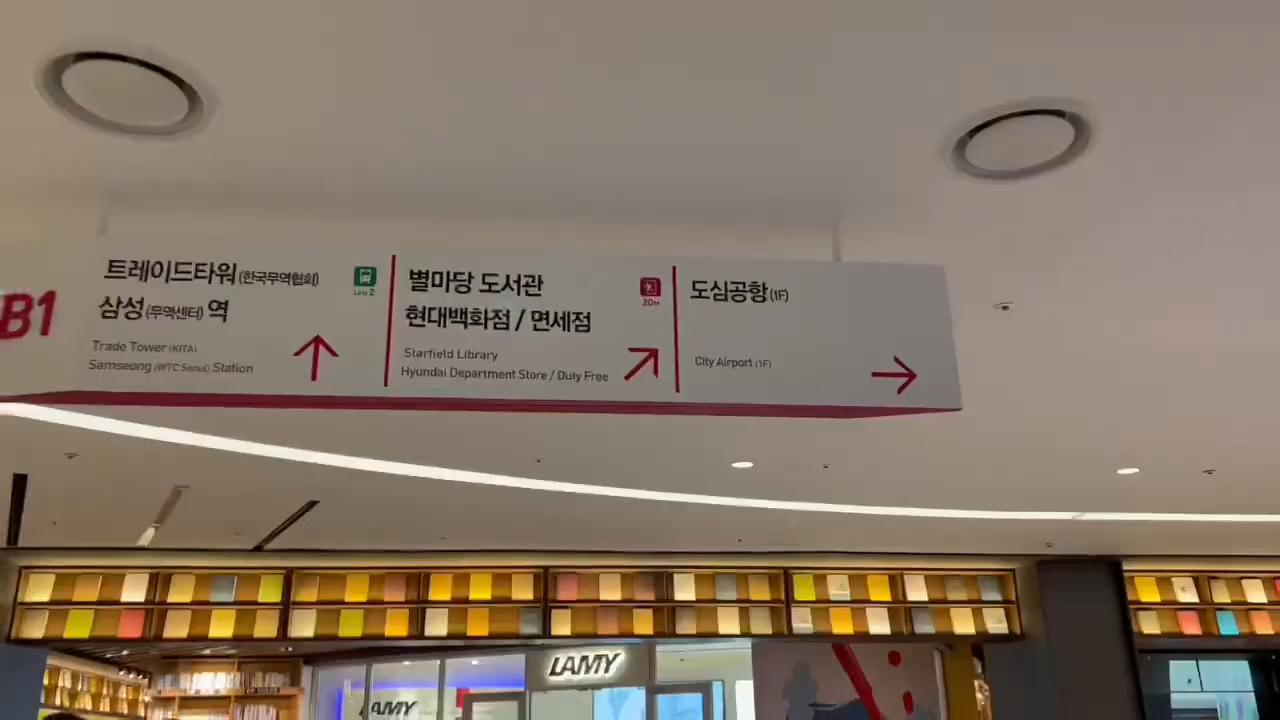 B1
트레이드타워 (한국무역협회)
삼성 (무역센터) 역
Trade Tower (KITA)
Samseong (WTC Seoul) Station
Line 2
별마당 도서관
현대백화점 / 면세점
Starfield Library
Hyundai Department Store / Duty Free
20M
도심공항 (1F)
City Airport (1F)
LAMY
LAMY